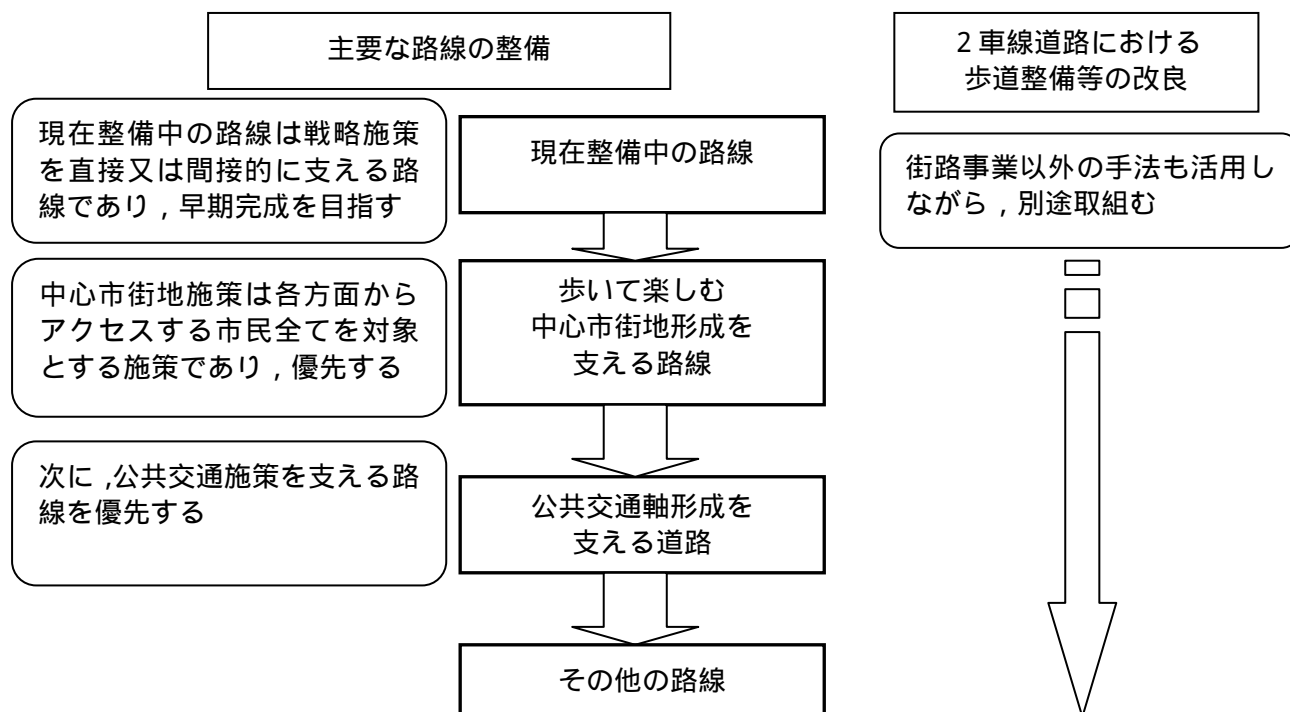 主要な路線の整備
2車線道路における
歩道整備等の改良
現在整備中の路線は戦略施策
を直接又は間接的に支える路
線であり，早期完成を目指す
現在整備中の路線
街路事業以外の手法も活用し
ながら，別途取組む
中心市街地施策は各方面から
アクセスする市民全てを対象
とする施策であり，優先する
歩いて楽しむ
中心市街地形成を
支える路線
次に，公共交通施策を支える路
線を優先する
公共交通軸形成を
支える道路
その他の路線